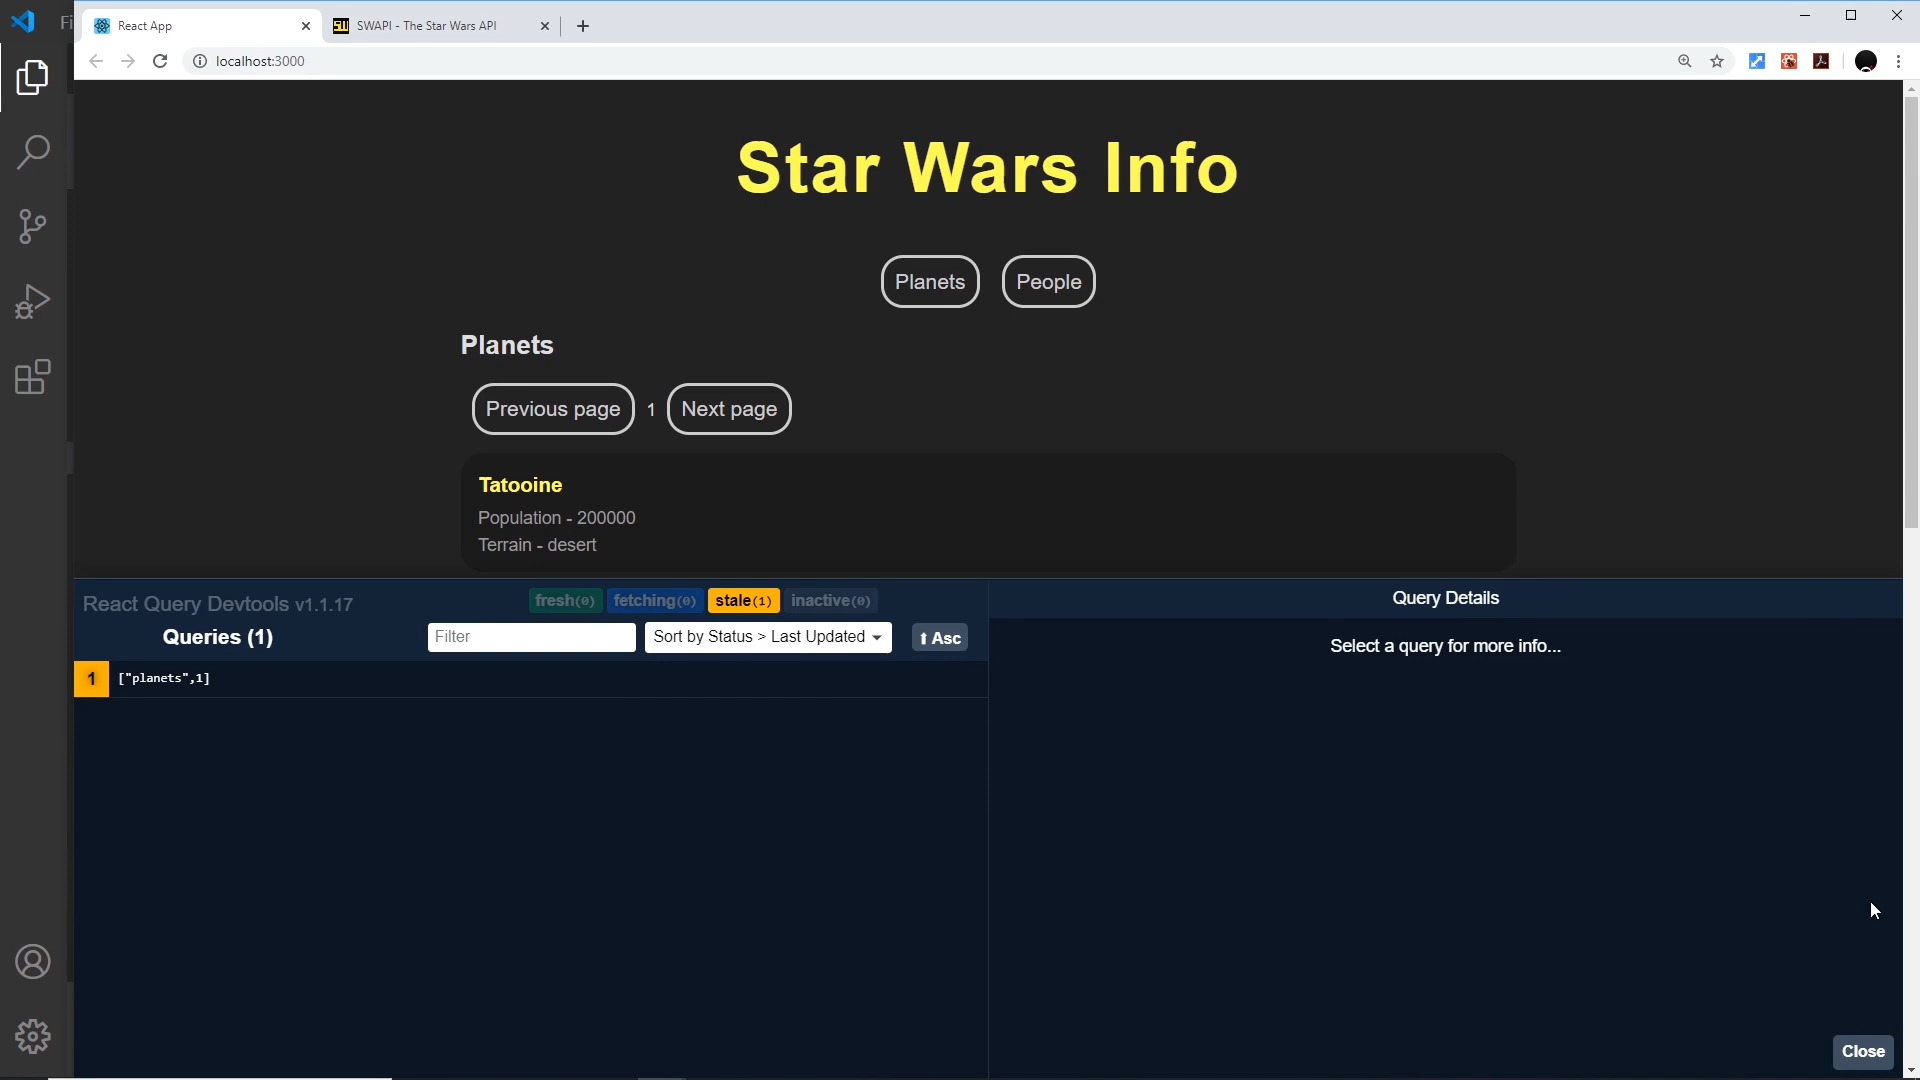 Fi
React App
SWAPI - The Star Wars API
localhost:3000
Star Wars Info
Planets People
Planets
Previous page 1 Next page
Tatooine
Population - 200000
Terrain - desert
React Query Devtools v1.1.17
fresh(0) fetching(0) stale(1) inactive(0)
Queries (1)
Filter
Sort by Status > Last Updated
⬆ Asc
1 ["planets",1]
Query Details
Select a query for more info...
Close